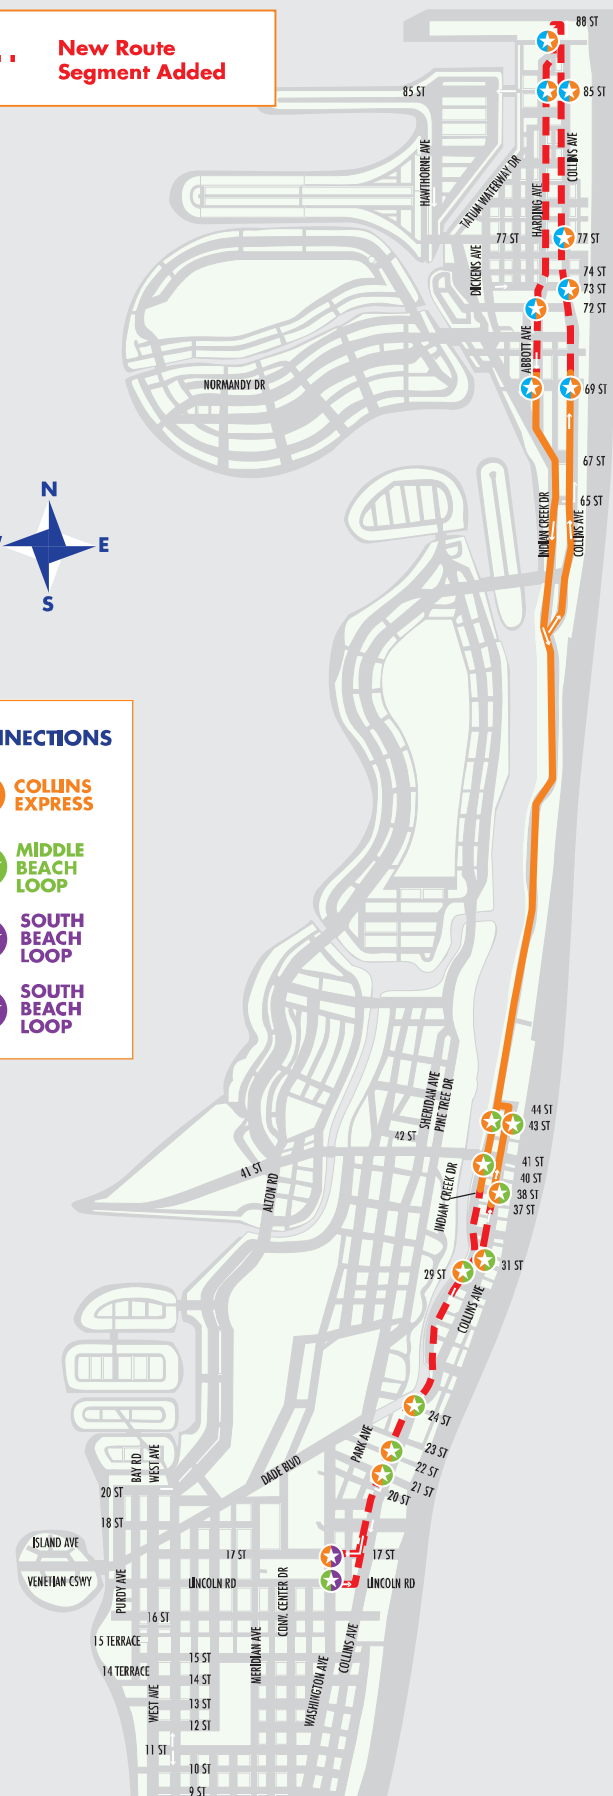 88 ST
New Route
Segment Added
85 ST
85 ST
HAWTHORNE AVE
TATUM WATERWAY DR
HARDING AVE
COLLINS AVE
77 ST
77 ST
DICKENS AVE
74 ST
73 ST
72 ST
ABBOTT AVE
NORMANDY DR
69 ST
67 ST
N
E
S
INDIAN CREEK DR
65 ST
COLLINS AVE
NNECTIONS
COLLINS
EXPRESS
MIDDLE
BEACH
LOOP
SOUTH
BEACH
LOOP
SOUTH
BEACH
LOOP
SHERIDAN AVE
PINE TREE DR
44 ST
43 ST
42 ST
41 ST
41 ST
40 ST
38 ST
37 ST
ALTON RD
INDIAN CREEK DR
31 ST
29 ST
COLLINS AVE
24 ST
PARK AVE
23 ST
22 ST
21 ST
20 ST
BAY RD
WEST AVE
DADE BLVD
20 ST
18 ST
ISLAND AVE
17 ST
17 ST
VENETIAN CSWY
PURDY AVE
LINCOLN RD
CONV. CENTER DR
LINCOLN RD
16 ST
15 TERRACE
MERIDIAN AVE
COLLINS AVE
15 ST
14 TERRACE
14 ST
WASHINGTON AVE
WEST AVE
13 ST
12 ST
11 ST
10 ST
9 ST